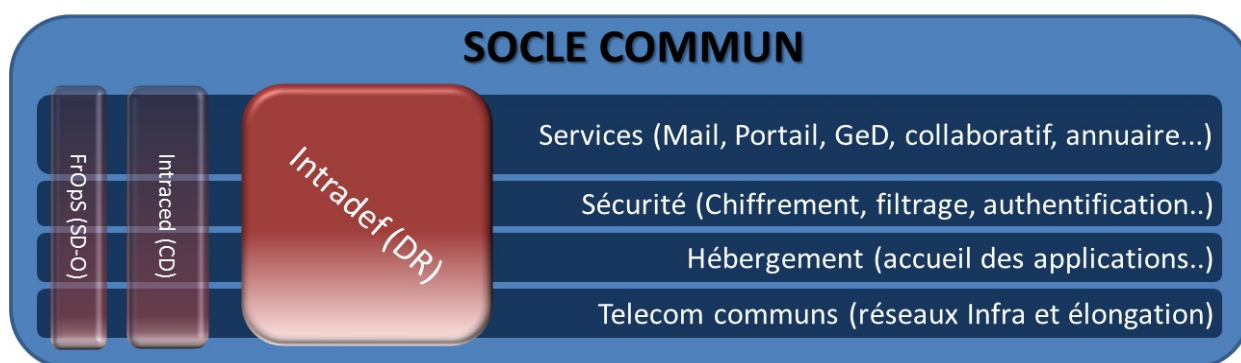 SOCLE COMMUN
FrOpS (SD-O)
Intraced (CD)
Intradef (DR)
Services (Mail, Portail, GeD, collaboratif, annuaire...)
Sécurité (Chiffrement, filtrage, authentification..)
Hébergement (accueil des applications..)
Telecom communs (réseaux Infra et élongation)